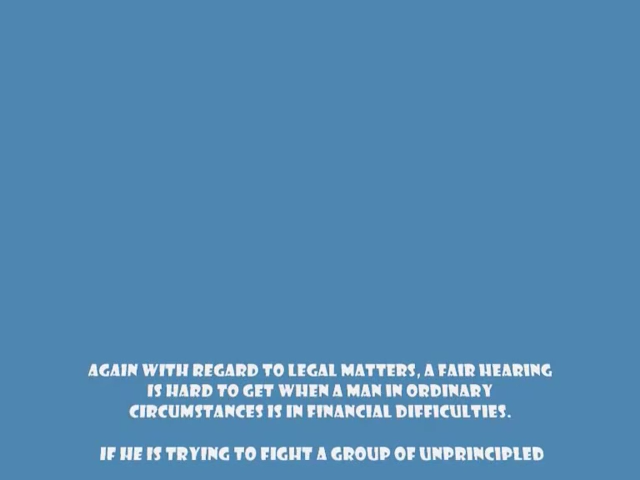 AGAIN WITH REGARD TO LEGAL MATTERS, A FAIR HEARING
IS HARD TO GET WHEN A MAN IN ORDINARY
CIRCUMSTANCES IS IN FINANCIAL DIFFICULTIES.
IF HE IS TRYING TO FIGHT A GROUP OF UNPRINCIPLED